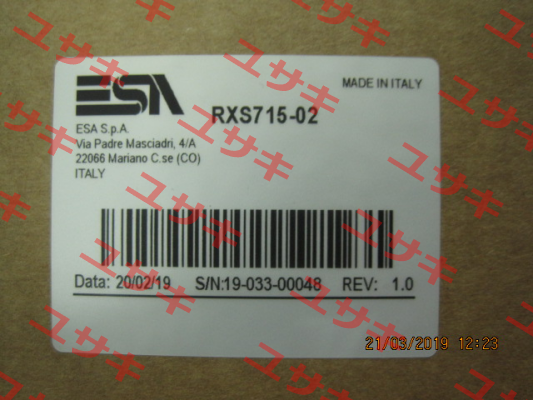 ESA
RXS715-02
MADE IN ITALY
ESA S.p.A.
Via Padre Masciadri, 4/A
22066 Mariano C.se (CO)
ITALY
Data: 20/02/19 S/N:19-033-00048 REV: 1.0
21/03/2019 12:23
ユサキ